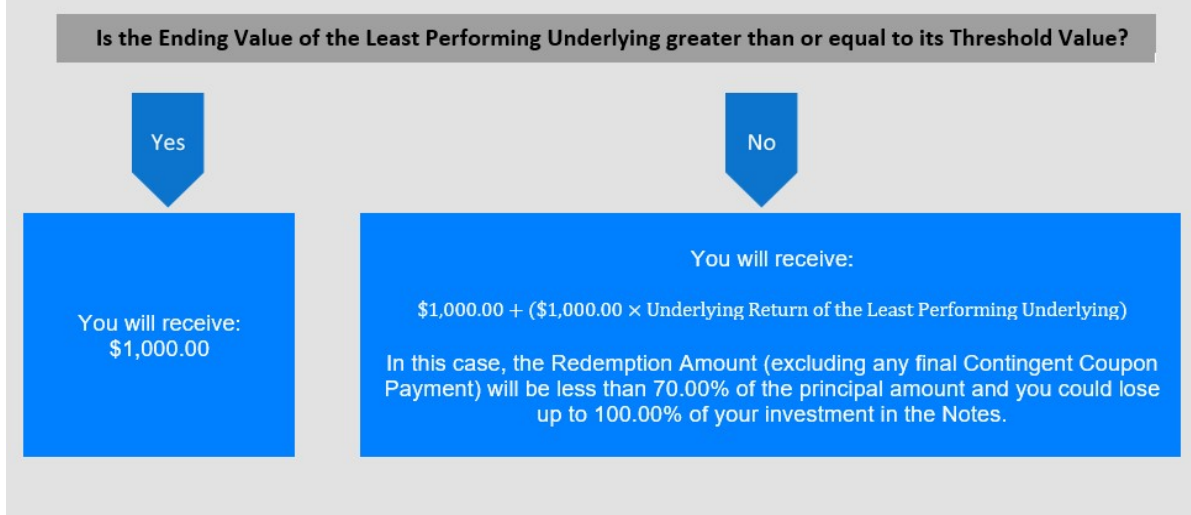 Is the Ending Value of the Least Performing Underlying greater than or equal to its Threshold Value?
Yes
No
You will receive:
$1,000.00
You will receive:
$1,000.00 + ($1,000.00 × Underlying Return of the Least Performing Underlying)
In this case, the Redemption Amount (excluding any final Contingent Coupon
Payment) will be less than 70.00% of the principal amount and you could lose
up to 100.00% of your investment in the Notes.